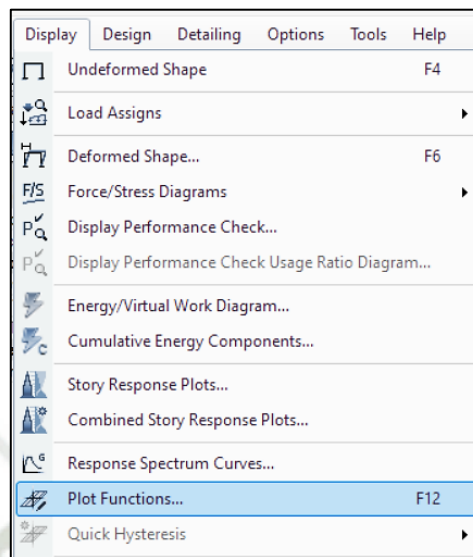 Display Design Detailing Options Tools Help
Undeformed Shape F4
Load Assigns
Deformed Shape... F6
F/S Force/Stress Diagrams
P Display Performance Check...
P Display Performance Check Usage Ratio Diagram...
Energy/Virtual Work Diagram...
C Cumulative Energy Components...
Story Response Plots...
Combined Story Response Plots...
G Response Spectrum Curves...
Plot Functions... F12
Quick Hysteresis